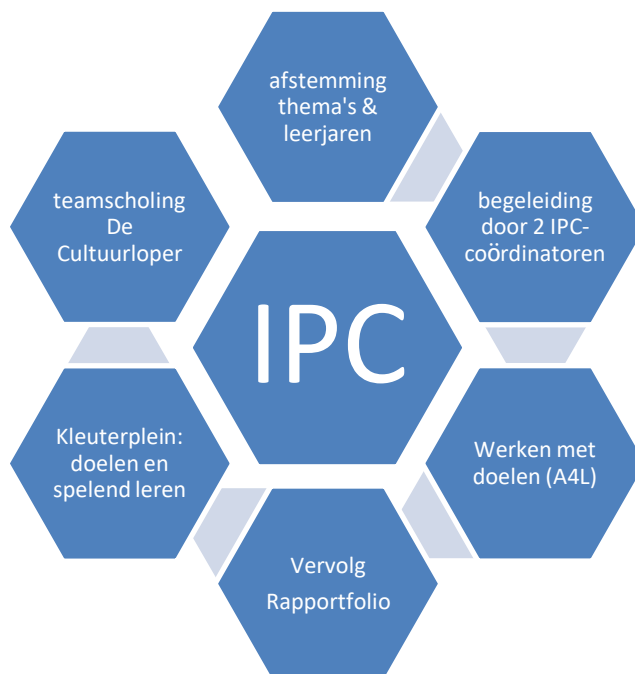 afstemming
thema's &
leerjaren
begeleiding
door 2 IPC-
coördinatoren
Werken met
doelen (A4L)
Vervolg
Rapportfolio
Kleuterplein:
doelen en
spelend leren
teamscholing
De
Cultuurloper
IPC